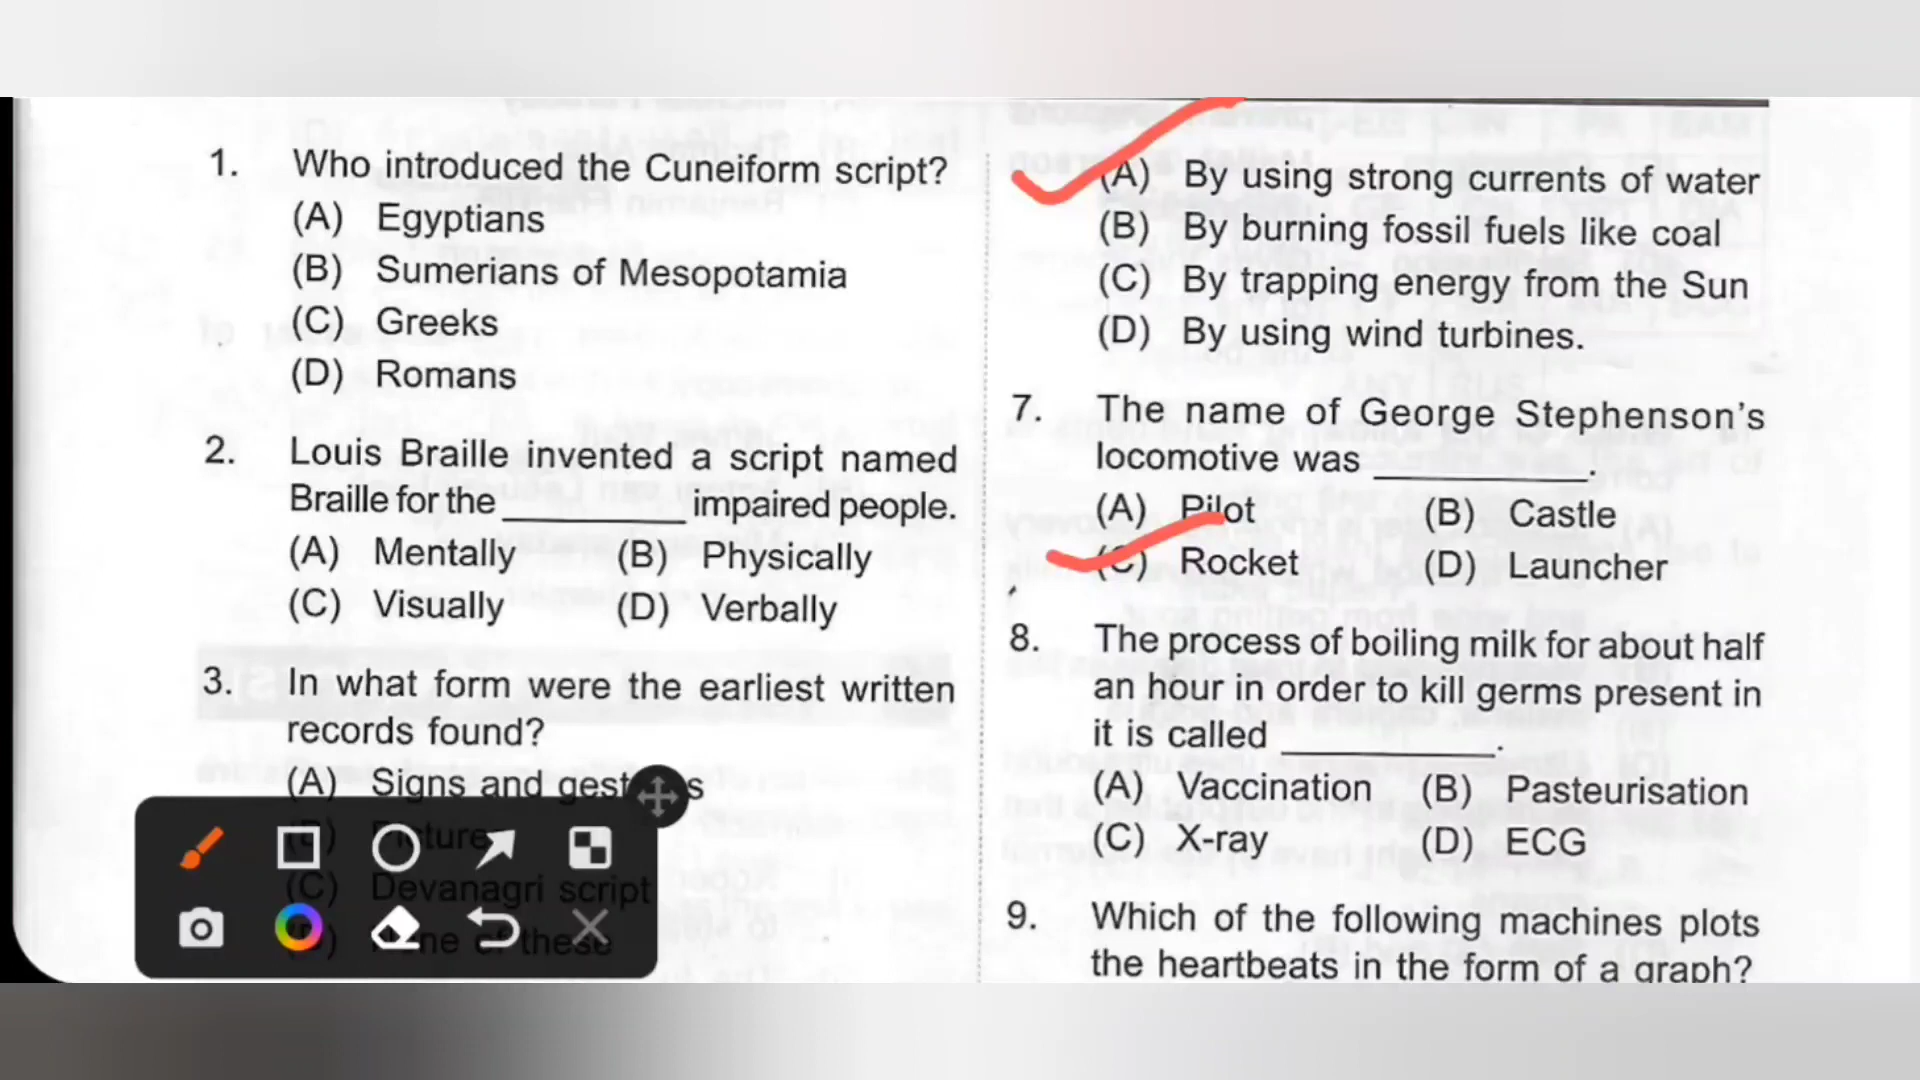 1. Who introduced the Cuneiform script?
(A) Egyptians
(B) Sumerians of Mesopotamia
(C) Greeks
(D) Romans
2. Louis Braille invented a script named
Braille for the __________ impaired people.
(A) Mentally (B) Physically
(C) Visually (D) Verbally
3. In what form were the earliest written
records found?
(A) Signs and gestures
(B) Picture
(C) Devanagri script
(D) None of these
(A) By using strong currents of water
(B) By burning fossil fuels like coal
(C) By trapping energy from the Sun
(D) By using wind turbines.
7. The name of George Stephenson's
locomotive was __________.
(A) Pilot (B) Castle
(C) Rocket (D) Launcher
8. The process of boiling milk for about half
an hour in order to kill germs present in
it is called __________.
(A) Vaccination (B) Pasteurisation
(C) X-ray (D) ECG
9. Which of the following machines plots
the heartbeats in the form of a graph?